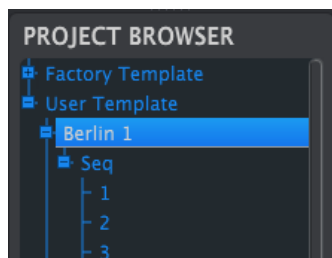 PROJECT BROWSER
Factory Template
User Template
Berlin 1
Seq
1
2
3